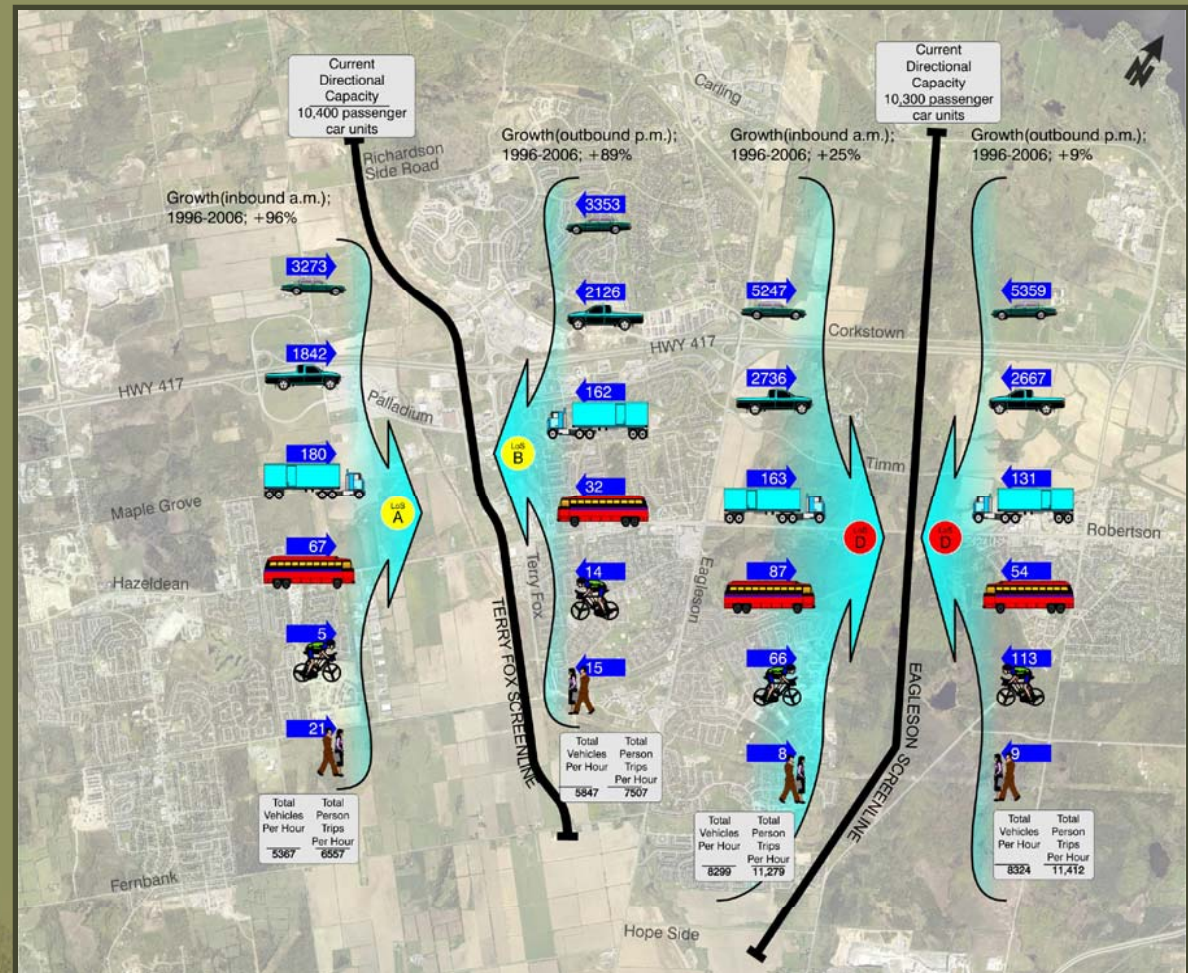 Current
Directional
Capacity
10,400 passenger
car units
Current
Directional
Capacity
10,300 passenger
car units
N
Carling
Richardson
Side Road
Growth(outbound p.m.);
1996-2006; +89%
Growth(inbound a.m.);
1996-2006; +25%
Growth(outbound p.m.);
1996-2006; +9%
Growth(inbound a.m.);
1996-2006; +96%
3273
1842
180
67
5
21
LoS
A
Total
Vehicles
Per Hour
5367
Total
Person
Trips
Per Hour
6557
3353
2126
162
32
14
15
LoS
B
Total
Vehicles
Per Hour
5847
Total
Person
Trips
Per Hour
7507
5247
2736
163
87
66
8
LoS
D
Total
Vehicles
Per Hour
8299
Total
Person
Trips
Per Hour
11,279
5359
2667
131
54
113
9
LoS
D
Total
Vehicles
Per Hour
8324
Total
Person
Trips
Per Hour
11,412
HWY 417
Palladium
Maple Grove
Hazeldean
Fernbank
Terry Fox
TERRY FOX SCREENLINE
HWY 417
Corkstown
Timm
Robertson
Eagleson
EAGLESON SCREENLINE
Hope Side